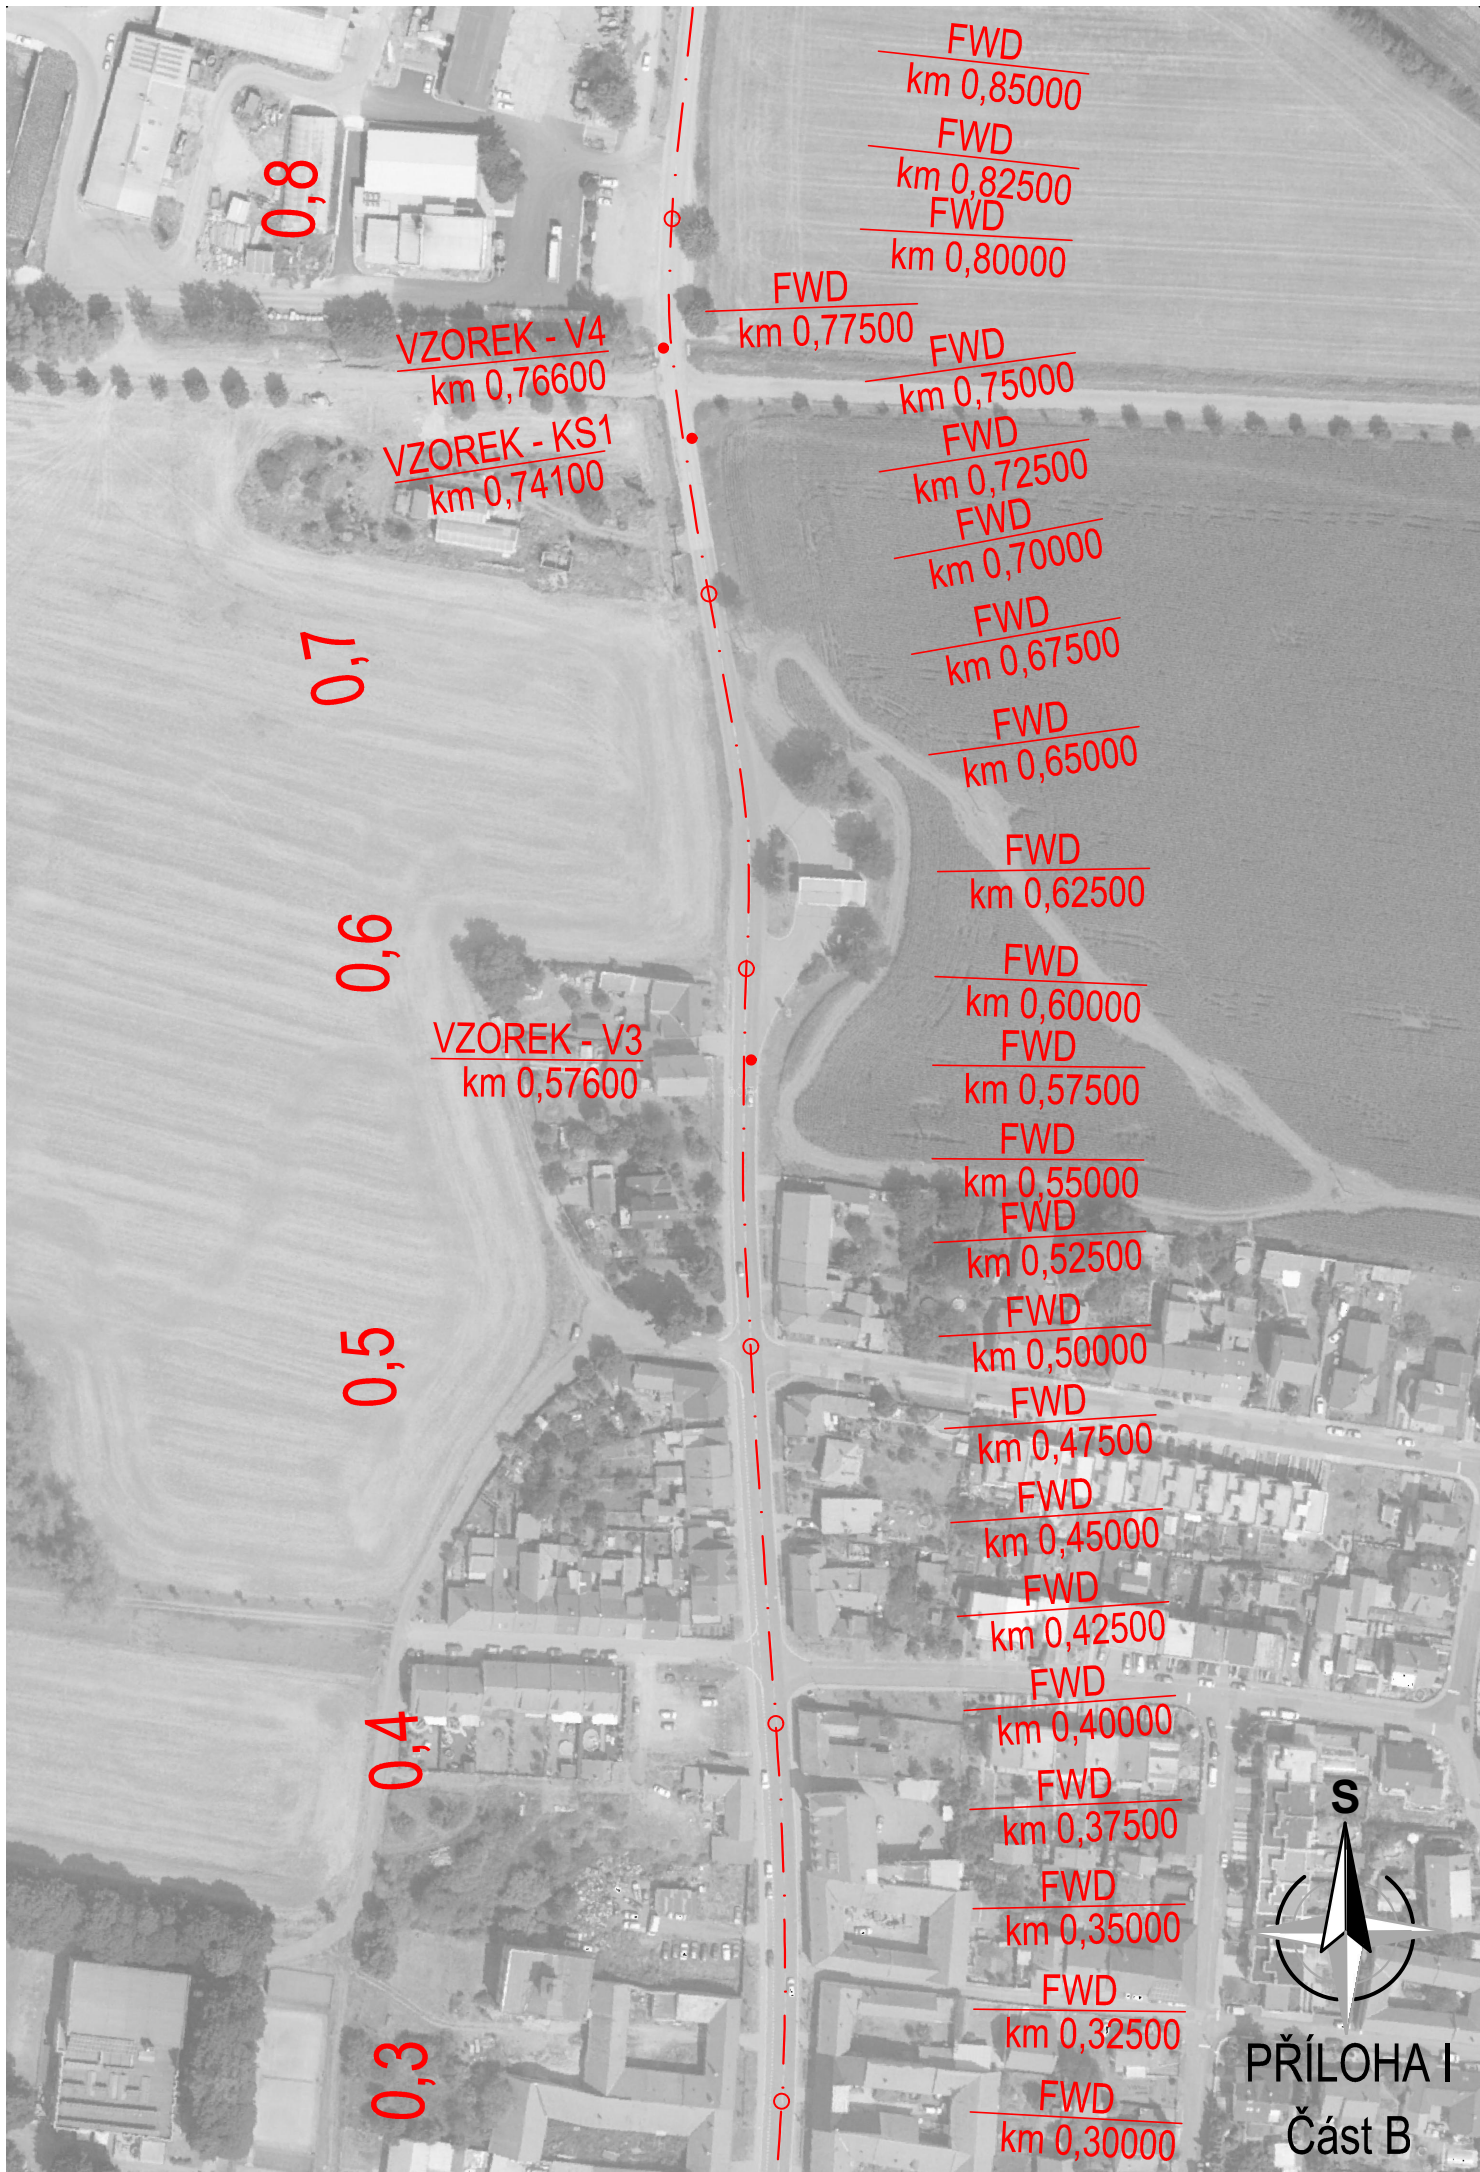 FWD
km 0,85000
FWD
km 0,82500
0,8
FWD
km 0,80000
FWD
km 0,77500
VZOREK - V4
km 0,76600
FWD
km 0,75000
VZOREK - KS1
km 0,74100
FWD
km 0,72500
FWD
km 0,70000
0,7
FWD
km 0,67500
FWD
km 0,65000
FWD
km 0,62500
0,6
FWD
km 0,60000
VZOREK - V3
km 0,57600
FWD
km 0,57500
FWD
km 0,55000
FWD
km 0,52500
0,5
FWD
km 0,50000
FWD
km 0,47500
FWD
km 0,45000
FWD
km 0,42500
0,4
FWD
km 0,40000
FWD
km 0,37500
FWD
km 0,35000
FWD
km 0,32500
0,3
FWD
km 0,30000
S
PŘÍLOHA I
Část B